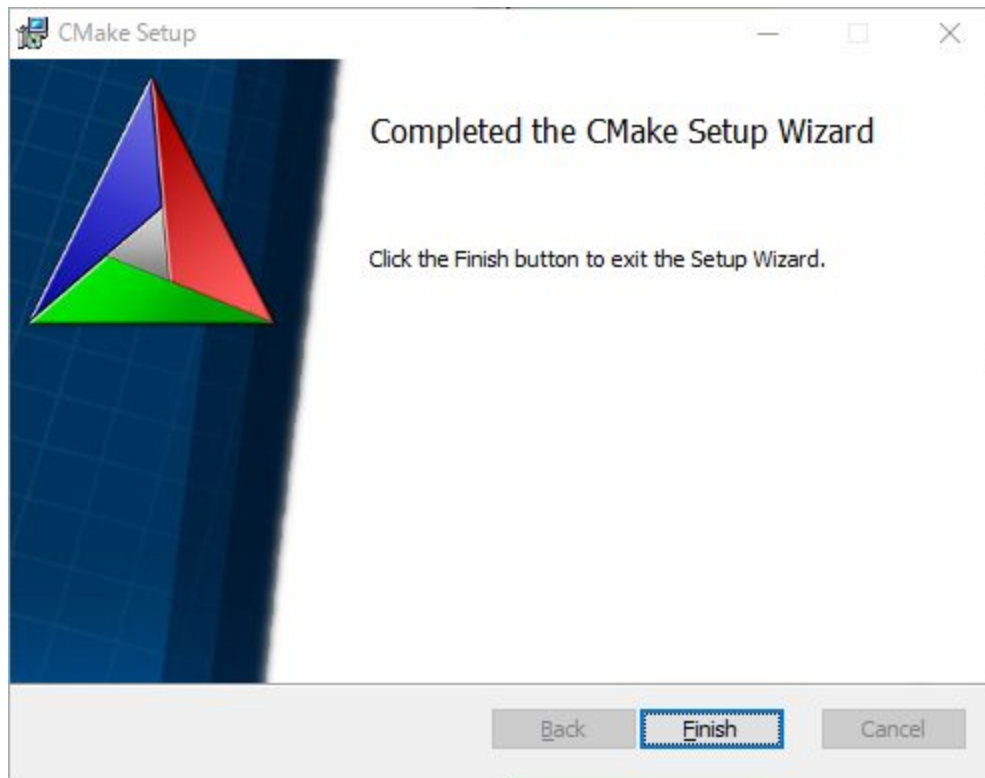 CMake Setup
Completed the CMake Setup Wizard
Click the Finish button to exit the Setup Wizard.
Back
Finish
Cancel